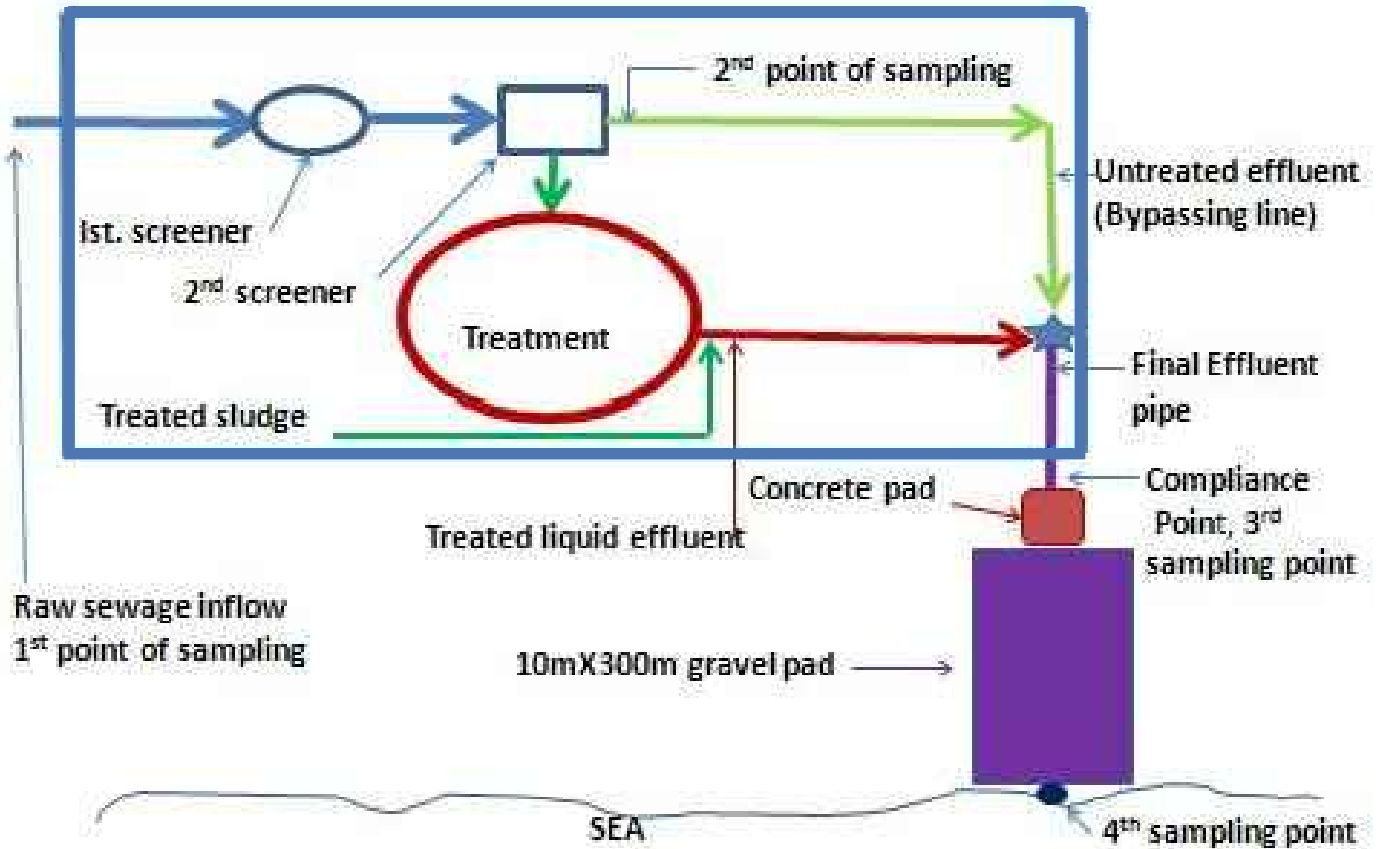 2nd point of sampling
Untreated effluent
(Bypassing line)
Ist. screener
2nd screener
Treatment
Final Effluent
pipe
Treated sludge
Concrete pad
Compliance
Point, 3rd
sampling point
Treated liquid effluent
Raw sewage inflow
1st point of sampling
10mX300m gravel pad
SEA
4th sampling point